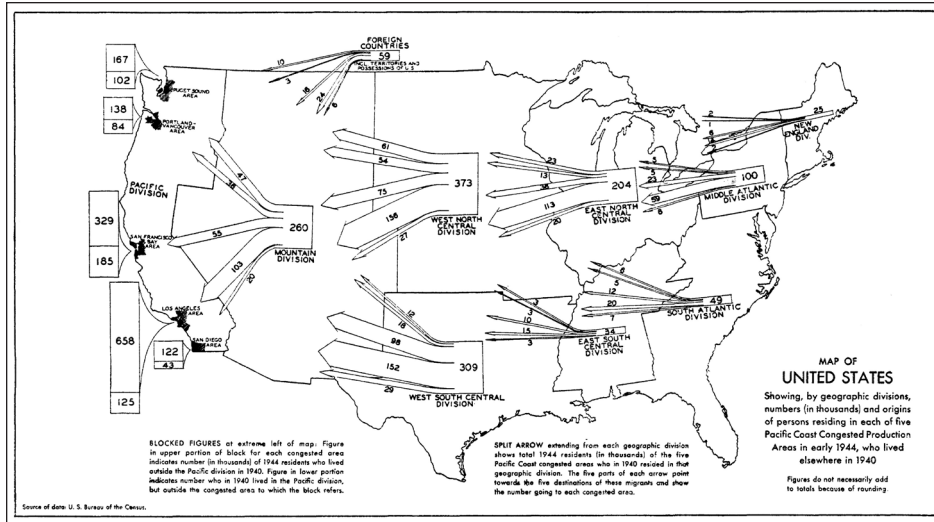 FOREIGN
COUNTRIES
59
INCL. TERRITORIES AND
POSSESSIONS OF U S
10
3
18
24
6
167
102
PUGET SOUND
AREA
138
84
PORTLAND-
VANCOUVER
AREA
PACIFIC
DIVISION
329
185
SAN FRANCISCO
BAY
AREA
658
125
LOS ANGELES
AREA
122
43
SAN DIEGO
AREA
47
38
55
103
20
260
MOUNTAIN
DIVISION
61
54
75
156
27
373
WEST NORTH
CENTRAL
DIVISION
23
13
36
113
20
204
EAST NORTH
CENTRAL
DIVISION
5
5
23
59
8
100
MIDDLE ATLANTIC
DIVISION
2
1
6
25
NEW
ENGLAND
DIV.
6
5
12
20
7
49
SOUTH ATLANTIC
DIVISION
3
3
10
15
3
34
EAST SOUTH
CENTRAL
DIVISION
12
18
98
152
29
309
WEST SOUTH CENTRAL
DIVISION
MAP OF
UNITED STATES
Showing, by geographic divisions,
numbers (in thousands) and origins
of persons residing in each of five
Pacific Coast Congested Production
Areas in early 1944, who lived
elsewhere in 1940
Figures do not necessarily add
to totals because of rounding.
BLOCKED FIGURES at extreme left of map: Figure
in upper portion of block for each congested area
indicates number (in thousands) of 1944 residents who lived
outside the Pacific division in 1940. Figure in lower portion
indicates number who in 1940 lived in the Pacific division,
but outside the congested area to which the block refers.
SPLIT ARROW extending from each geographic division
shows total 1944 residents (in thousands) of the five
Pacific Coast congested areas who in 1940 resided in that
geographic division. The five parts of each arrow point
towards the five destinations of these migrants and show
the number going to each congested area.
Source of data: U. S. Bureau of the Census.